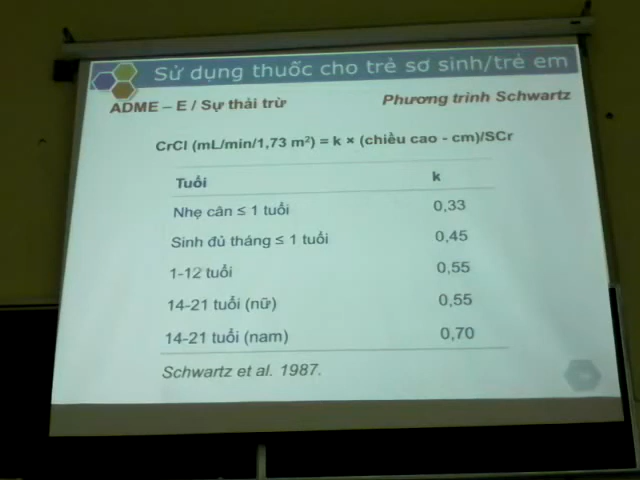 Sử dụng thuốc cho trẻ sơ sinh/trẻ em
ADME – E / Sự thải trừ
Phương trình Schwartz
CrCl (mL/min/1,73 m²) = k × (chiều cao - cm)/SCr
Tuổi k
Nhẹ cân ≤ 1 tuổi 0,33
Sinh đủ tháng ≤ 1 tuổi 0,45
1-12 tuổi 0,55
14-21 tuổi (nữ) 0,55
14-21 tuổi (nam) 0,70
Schwartz et al. 1987.